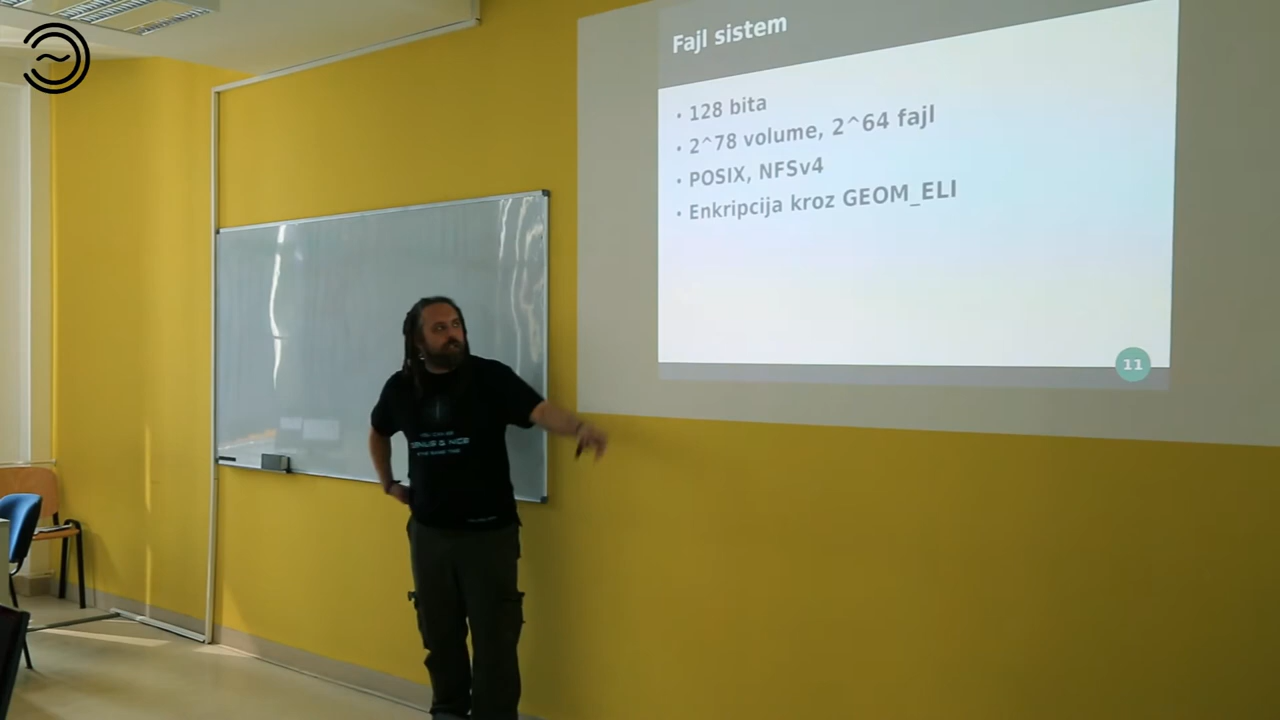 Fajl sistem
• 128 bita
• 2^78 volume, 2^64 fajl
• POSIX, NFSv4
• Enkripcija kroz GEOM_ELI
11